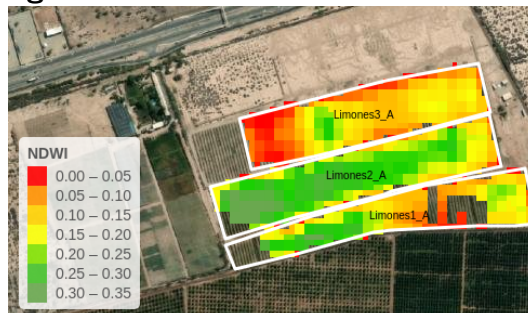 Limones3_A
Limones2_A
Limones1_A
NDWI
0.00 – 0.05
0.05 – 0.10
0.10 – 0.15
0.15 – 0.20
0.20 – 0.25
0.25 – 0.30
0.30 – 0.35